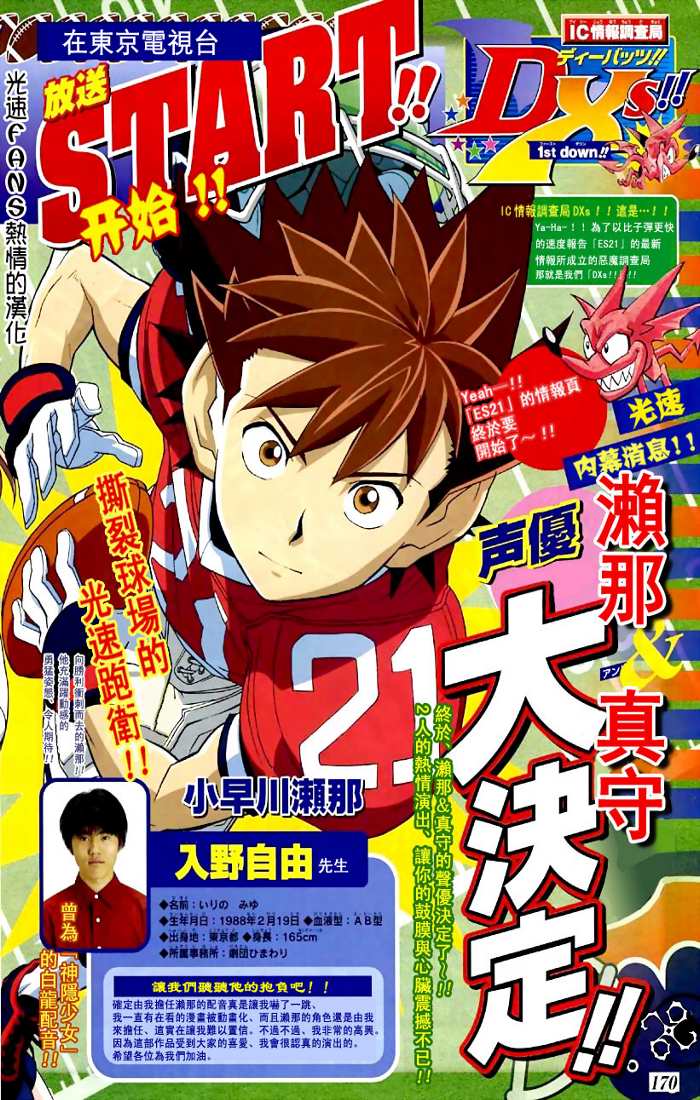 在東京電視台
放送
START!!
开始!!
光速FANS熱情的漢化
IC情報調査局
ディーバッツ!!
DXs!!
1st down!!
IC情報調査局DXs！！這是…！！
Ya-Ha-！！為了以比子彈更快
的速度報告「ES21」的最新
情報所成立的惡魔調查局
那就是我們「DXs!!」!!
Yeah—!!
「ES21」的情報頁
終於要
開始了～!!
光速
内幕消息!!
瀨那
&
アンド
真守
声優
大決定!!
終於、瀨那&真守的聲優決定了～!!
2人的熱情演出、讓你的鼓膜與心臟震撼不已!!
撕裂球場的
光速跑衛!!
向勝利衝刺而去的瀨那!!
他充滿躍動感的
勇猛姿態、令人期待!!
小早川瀨那
入野自由 先生
◆名前：いりの　みゆ
◆生年月日：1988年2月19日 ◆血液型：ＡＢ型
◆出身地：東京都 ◆身長：165cm
◆所属事務所：劇団ひまわり
曾為「神隱少女」
的白龍配音!!
讓我們聽聽他的抱負吧！！
確定由我擔任瀨那的配音真是讓我嚇了一跳、
我一直有在看的漫畫被動畫化、而且瀨那的角色還是由我
來擔任、這實在讓我難以置信。不過不過、我非常的高興。
因為這部作品受到大家的喜愛、我會很認真的演出的。
希望各位為我們加油。
170